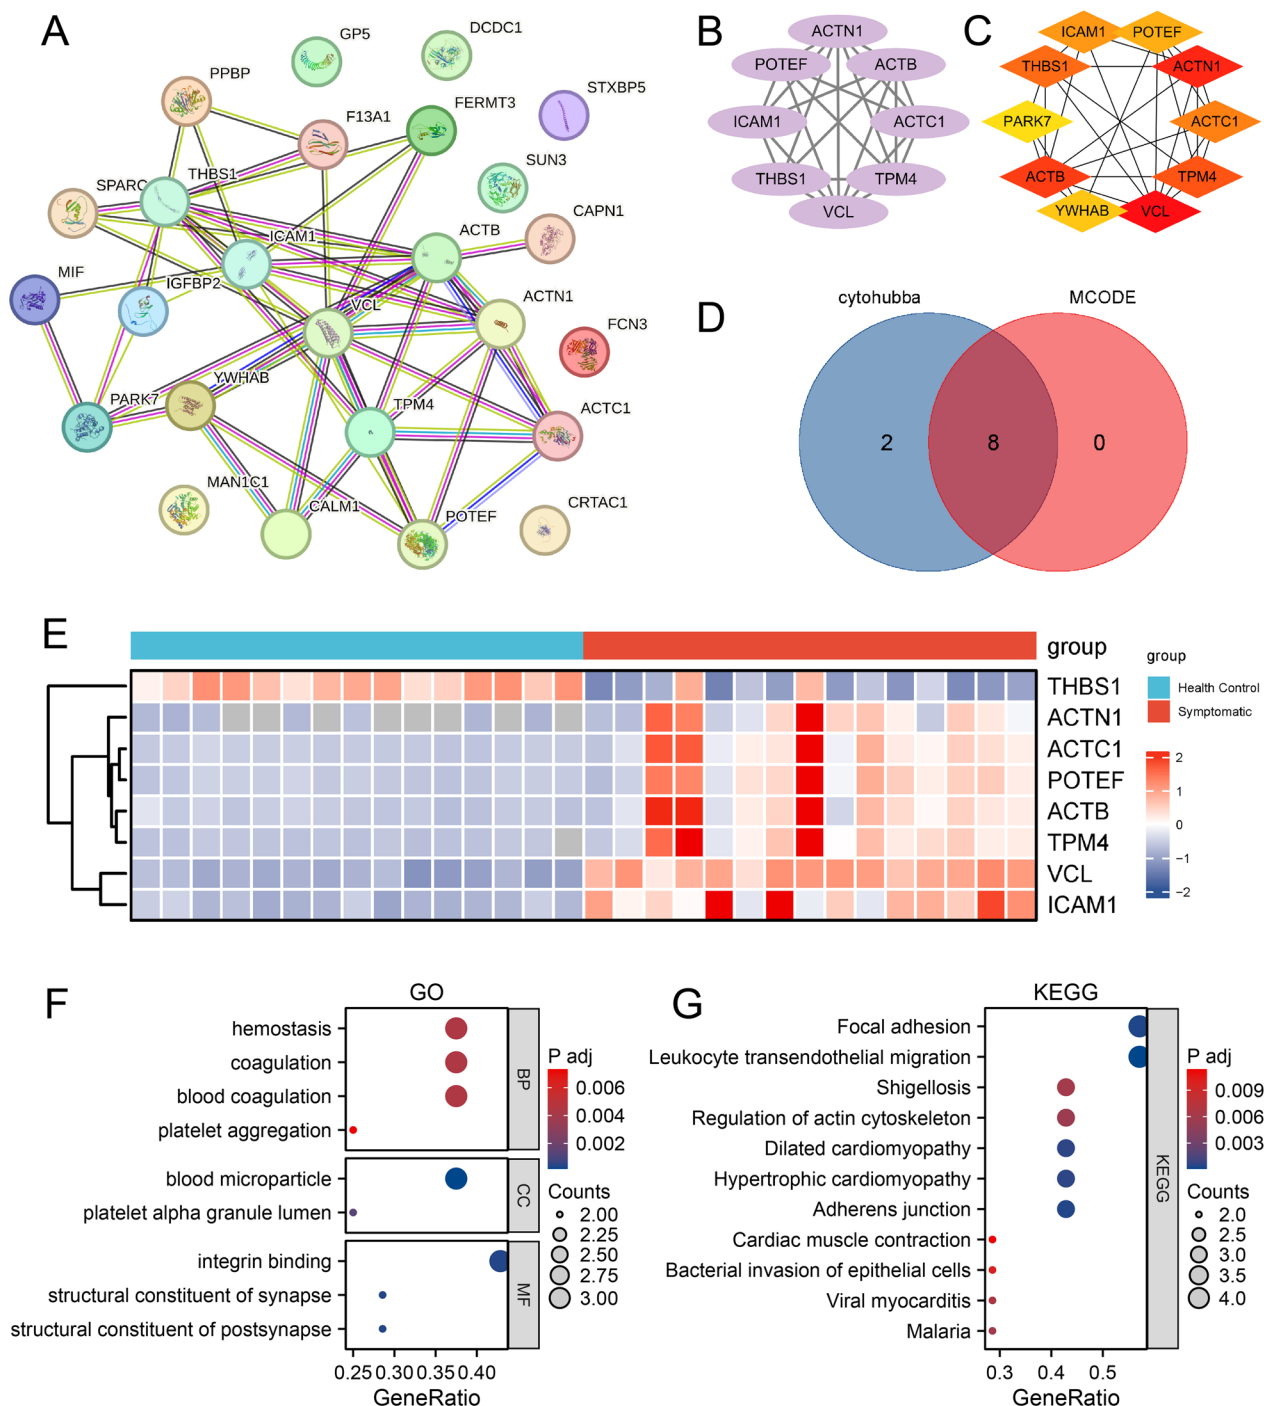 A
GP5
DCDC1
PPBP
STXBP5
FERMT3
F13A1
SUN3
THBS1
SPARC
CAPN1
ICAM1
ACTB
MIF
IGFBP2
ACTN1
VCL
FCN3
YWHAB
PARK7
TPM4
ACTC1
MAN1C1
CALM1
POTEF
CRTAC1
B
ACTN1
POTEF
ACTB
ICAM1
ACTC1
THBS1
TPM4
VCL
C
ICAM1
POTEF
THBS1
ACTN1
PARK7
ACTC1
ACTB
TPM4
YWHAB
VCL
D
cytohubba
MCODE
2
8
0
E
group
THBS1
ACTN1
ACTC1
POTEF
ACTB
TPM4
VCL
ICAM1
group
Health Control
Symptomatic
2
1
0
−1
−2
F
GO
hemostasis
coagulation
blood coagulation
platelet aggregation
BP
blood microparticle
platelet alpha granule lumen
CC
integrin binding
structural constituent of synapse
structural constituent of postsynapse
MF
0.25 0.30 0.35 0.40
GeneRatio
P adj
0.006
0.004
0.002
Counts
2.00
2.25
2.50
2.75
3.00
G
KEGG
Focal adhesion
Leukocyte transendothelial migration
Shigellosis
Regulation of actin cytoskeleton
Dilated cardiomyopathy
Hypertrophic cardiomyopathy
Adherens junction
Cardiac muscle contraction
Bacterial invasion of epithelial cells
Viral myocarditis
Malaria
KEGG
0.3 0.4 0.5
GeneRatio
P adj
0.009
0.006
0.003
Counts
2.0
2.5
3.0
3.5
4.0